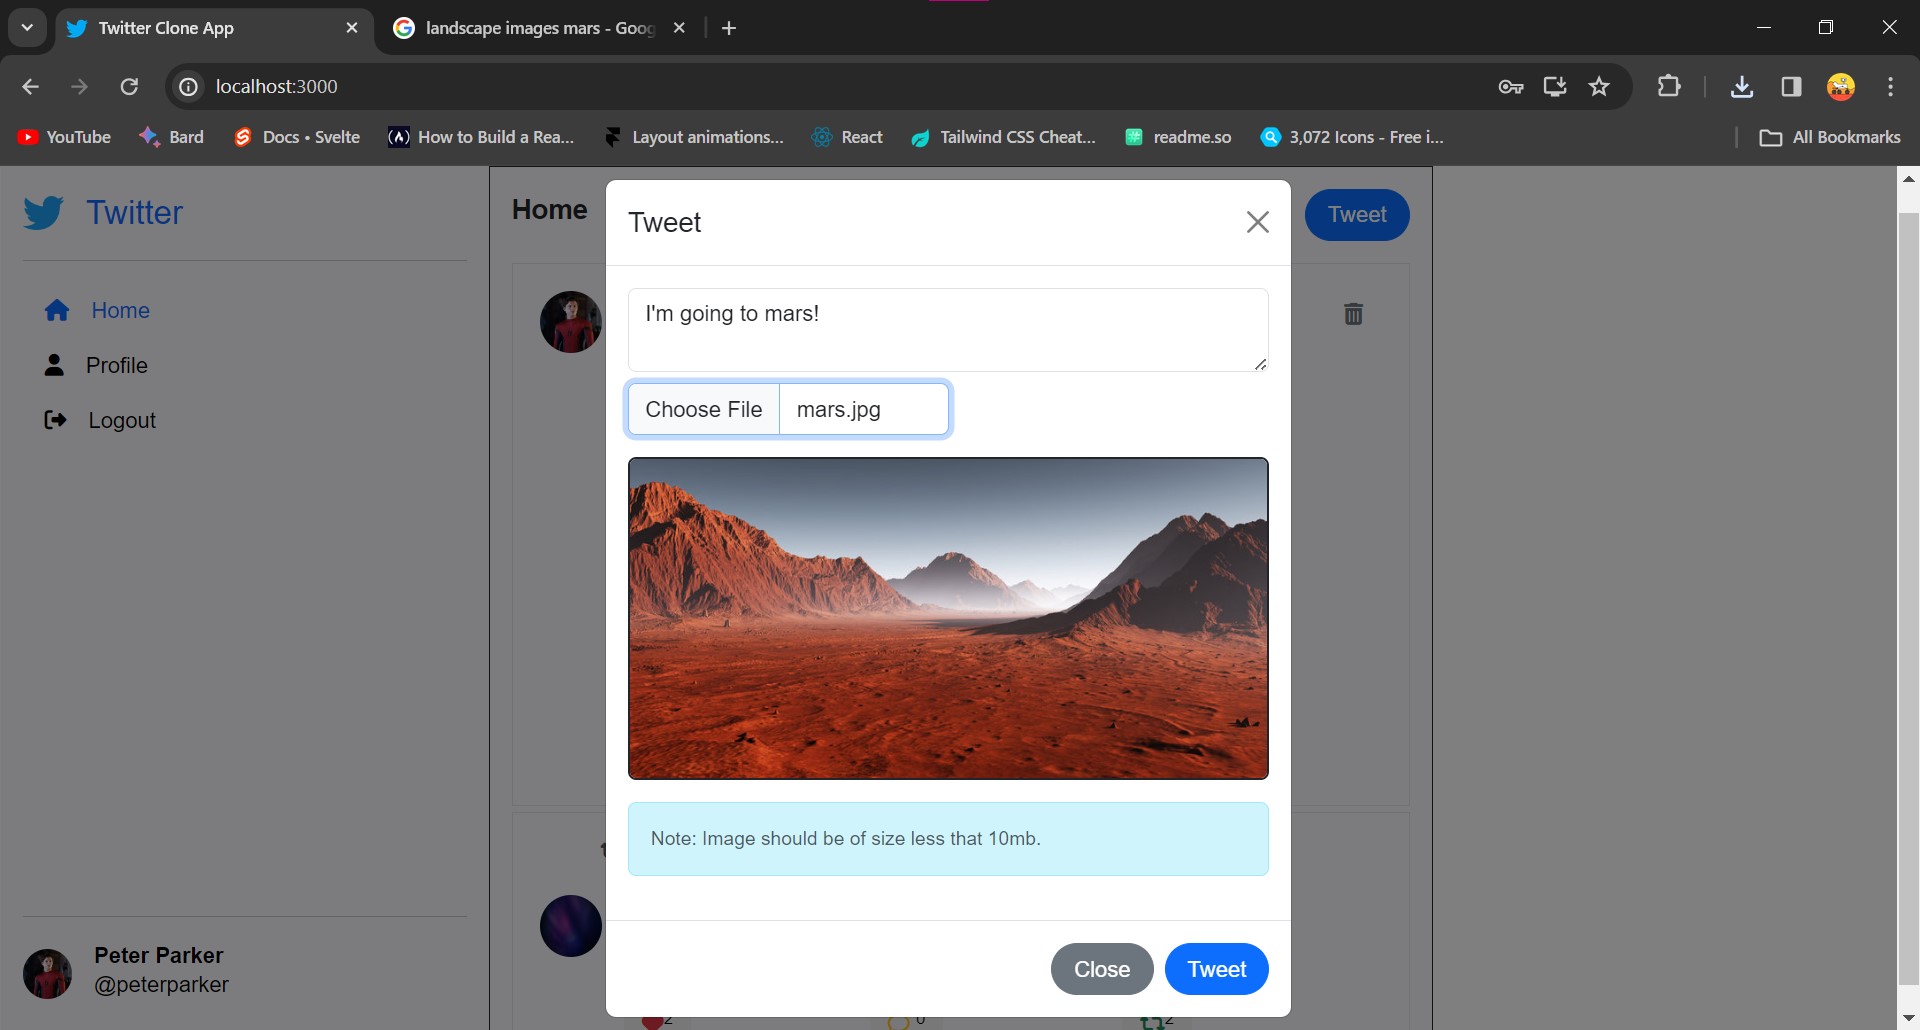 Twitter Clone App
landscape images mars - Goog
localhost:3000
YouTube
Bard
Docs • Svelte
How to Build a Rea...
Layout animations...
React
Tailwind CSS Cheat...
readme.so
3,072 Icons - Free i...
All Bookmarks
Twitter
Home
Profile
Logout
Peter Parker
@peterparker
Home
Tweet
Tweet
I'm going to mars!
Choose File
mars.jpg
Note: Image should be of size less that 10mb.
Close
Tweet
2
0
2